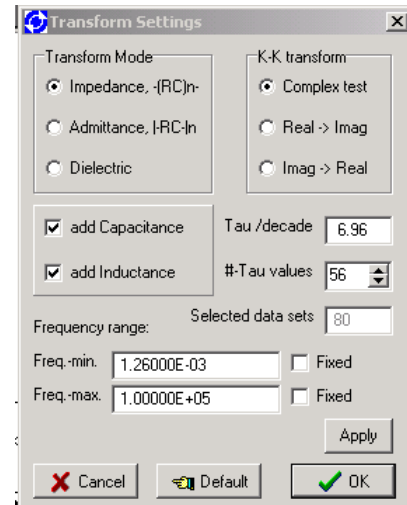 Transform Settings
Transform Mode
Impedance, -(RC)n-
Admittance, |-RC-|n
Dielectric
K-K transform
Complex test
Real -> Imag
Imag -> Real
add Capacitance
add Inductance
Tau /decade 6.96
#-Tau values 56
Selected data sets 80
Frequency range:
Freq.-min. 1.26000E-03 Fixed
Freq.-max. 1.00000E+05 Fixed
Apply
Cancel Default OK